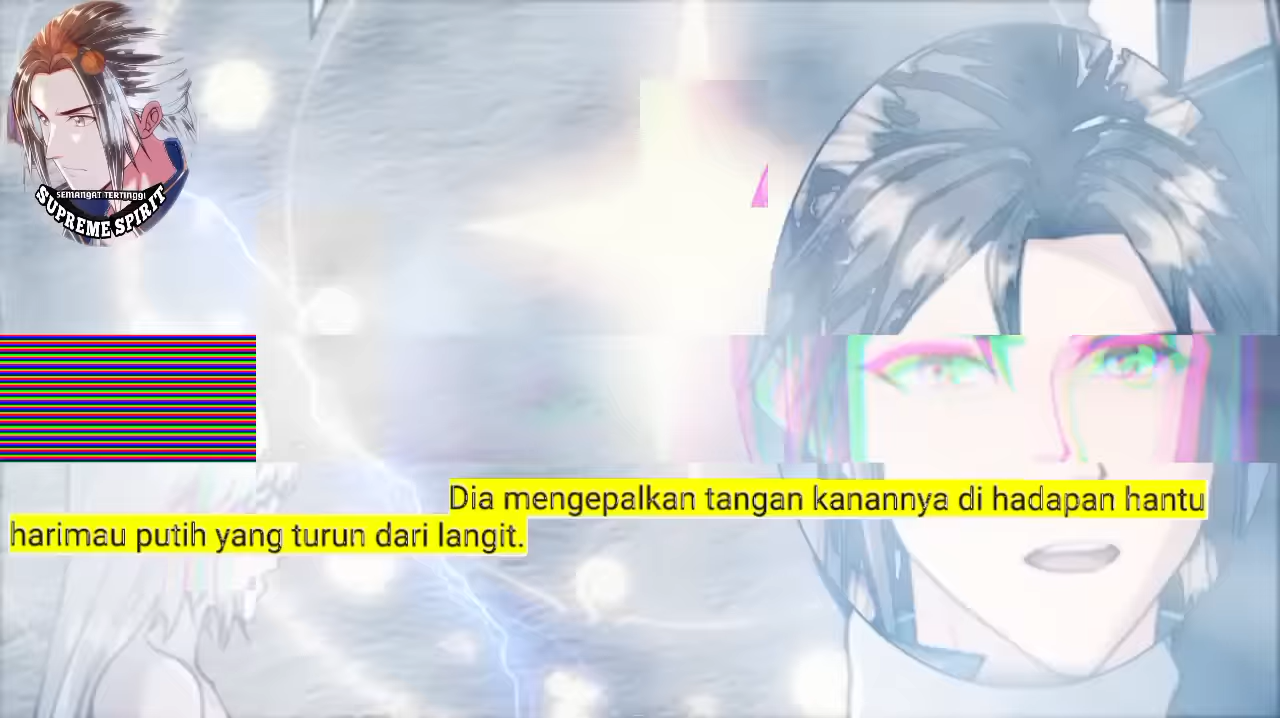 SEMANGAT TERTINGGI
SUPREME SPIRIT
Dia mengepalkan tangan kanannya di hadapan hantu
harimau putih yang turun dari langit.